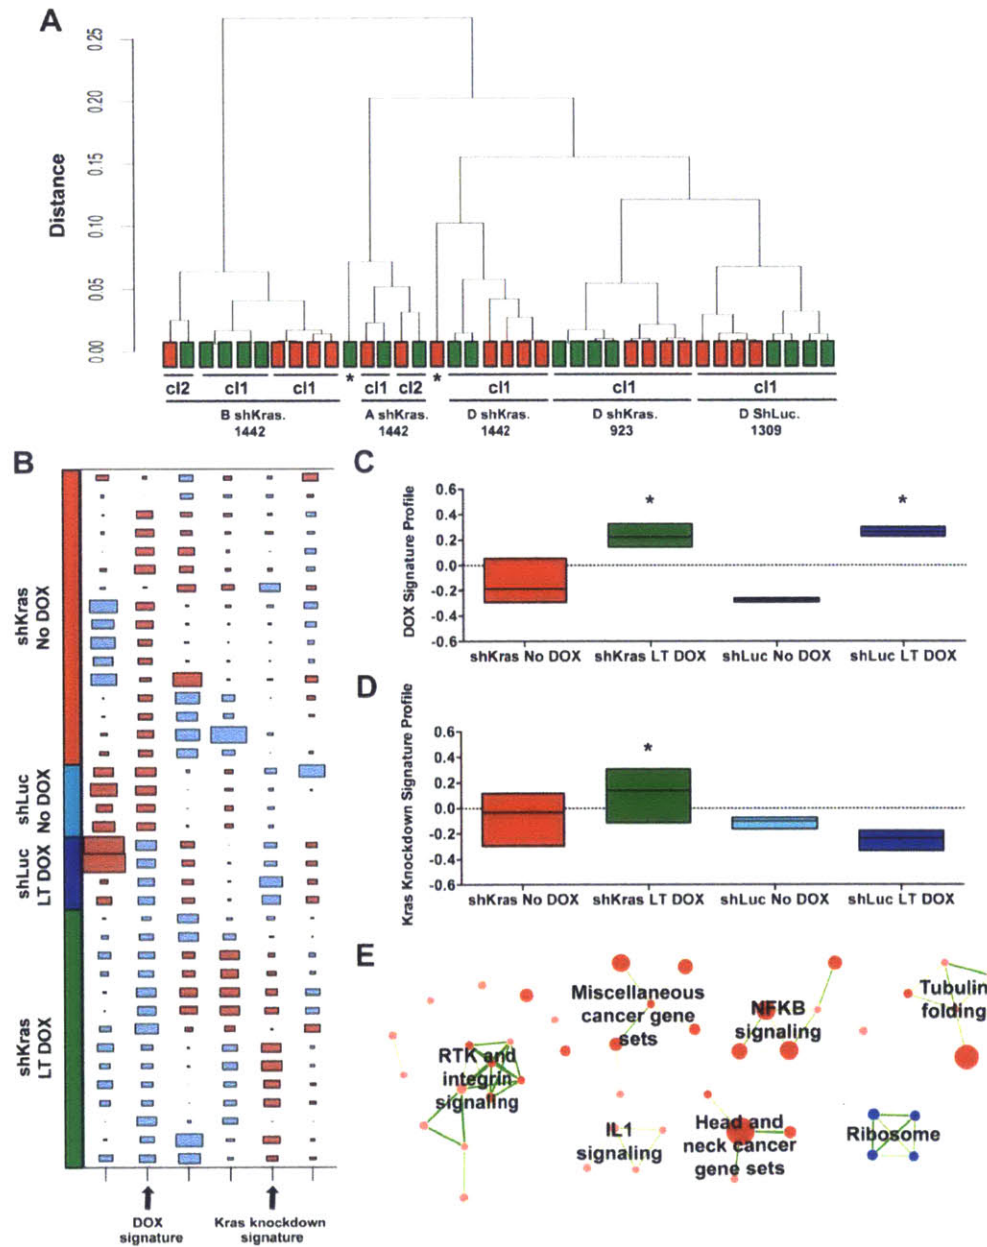 A
Distance
0.25
0.20
0.15
0.10
0.05
0.00
* *
cl2 cl1 cl1 cl1 cl2 cl1 cl1 cl1
B shKras. A shKras. D shKras. D shKras. D ShLuc.
1442 1442 1442 923 1309
B
shKras
No DOX
shLuc
No DOX
shLuc
LT DOX
shKras
LT DOX
DOX
signature
Kras knockdown
signature
C
DOX Signature Profile
0.6
0.4
0.2
0.0
-0.2
-0.4
-0.6
* *
shKras No DOX shKras LT DOX shLuc No DOX shLuc LT DOX
D
Kras Knockdown Signature Profile
0.6
0.4
0.2
0.0
-0.2
-0.4
-0.6
*
shKras No DOX shKras LT DOX shLuc No DOX shLuc LT DOX
E
Miscellaneous
cancer gene
sets
NFKB
signaling
Tubulin
folding
RTK and
integrin
signaling
IL1
signaling
Head and
neck cancer
gene sets
Ribosome